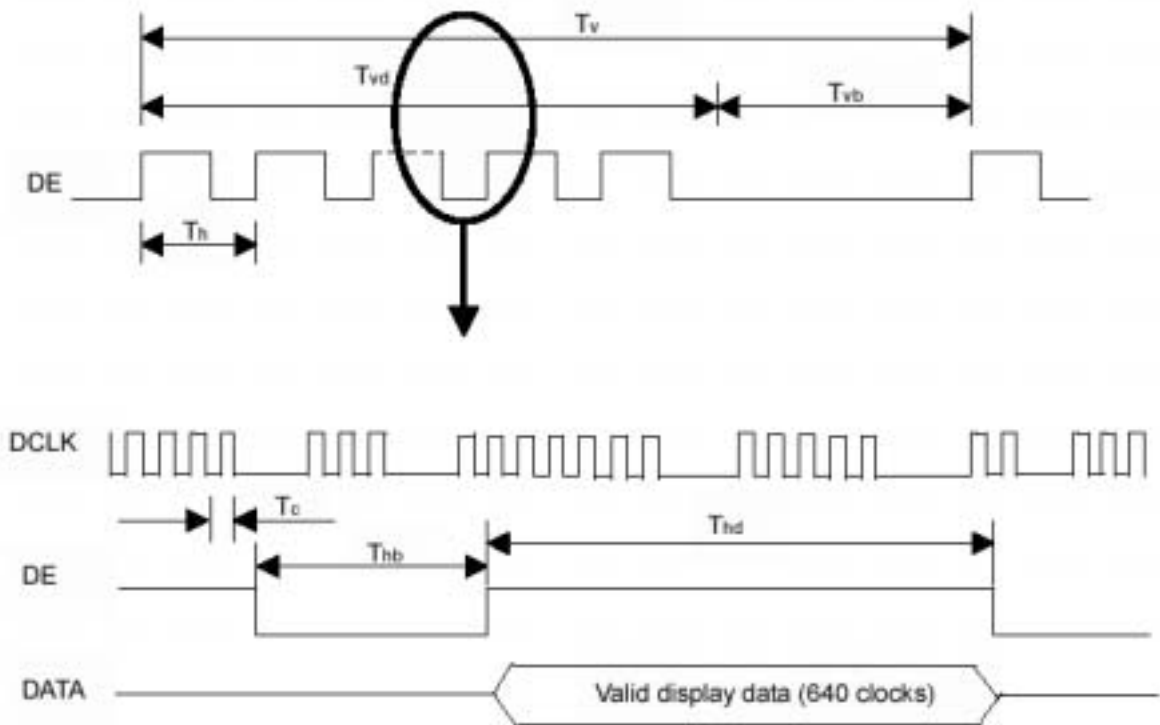 Tv
Tvd
Tvb
DE
Th
DCLK
Tc
Thd
Thb
DE
DATA
Valid display data (640 clocks)